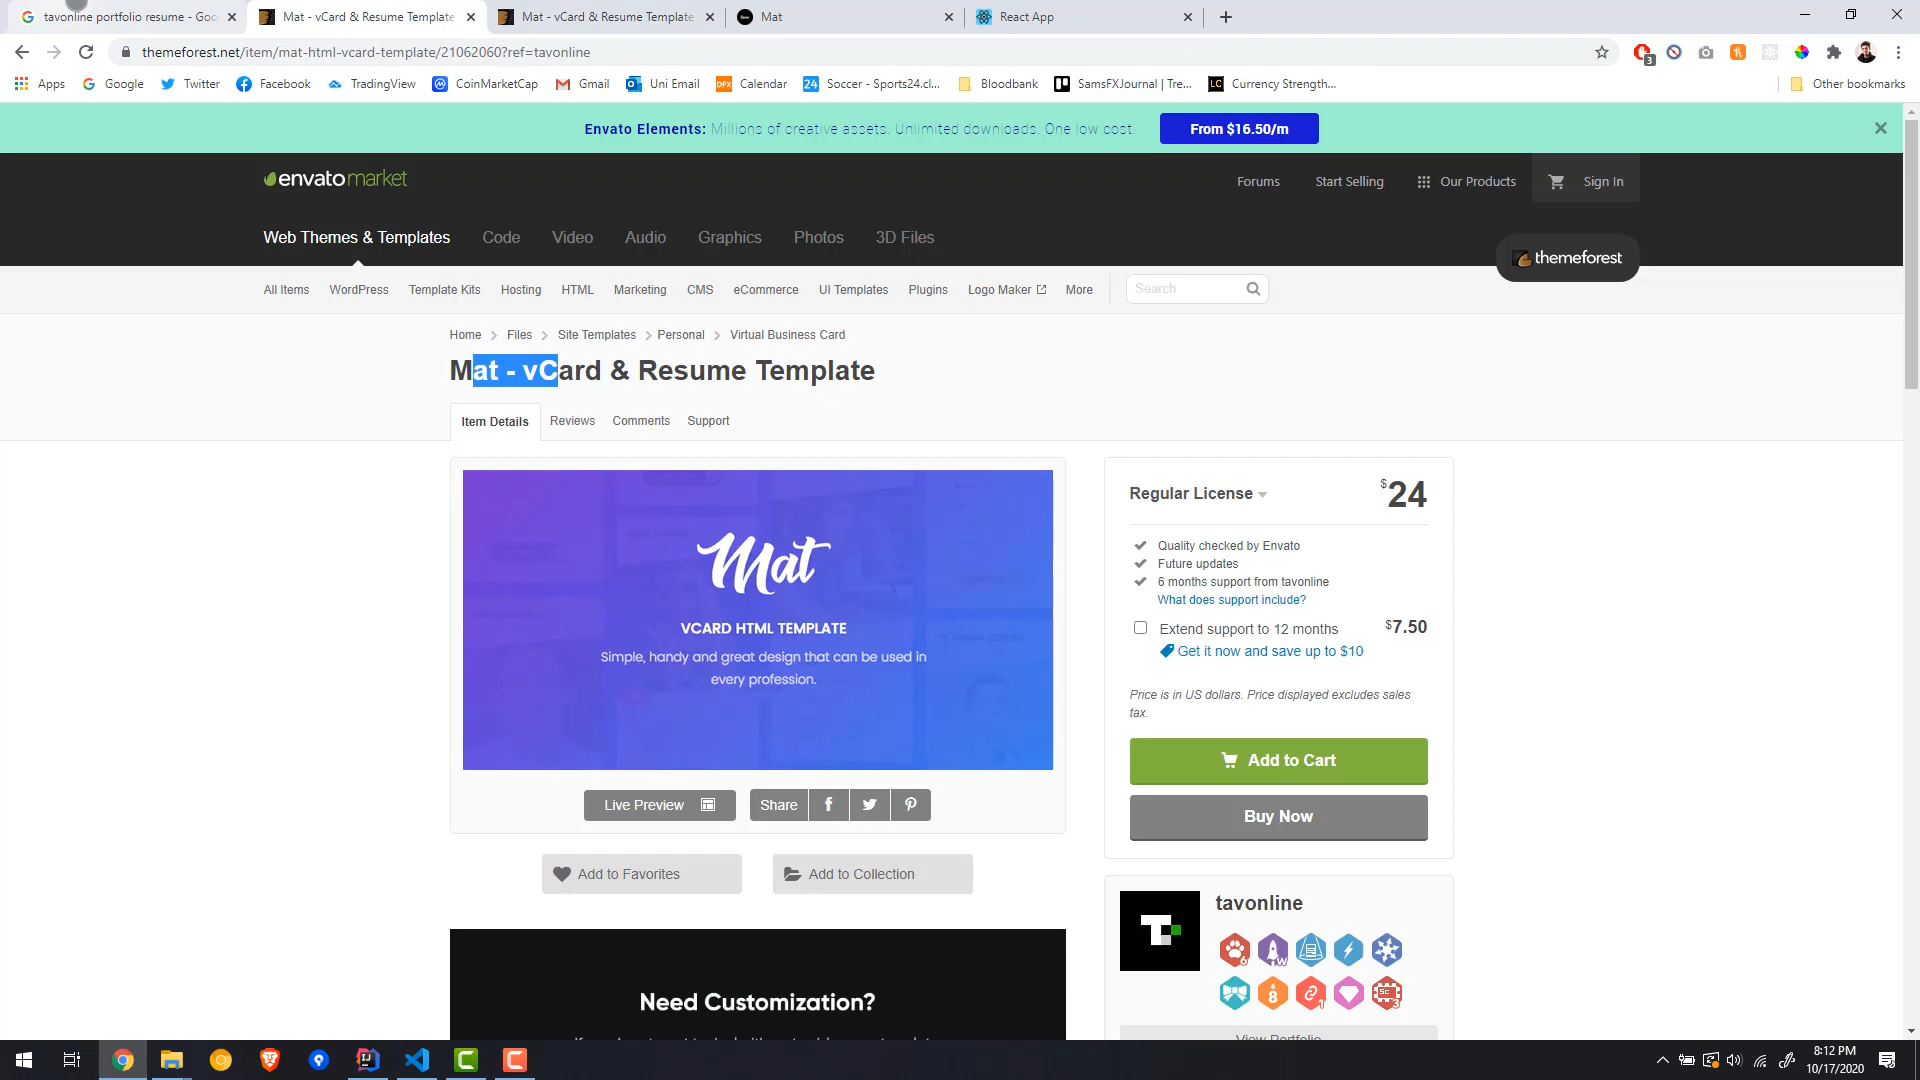 tavonline portfolio resume - Goo
Mat - vCard & Resume Template
Mat - vCard & Resume Template
Mat
React App
themeforest.net/item/mat-html-vcard-template/21062060?ref=tavonline
3
Apps
Google
Twitter
Facebook
TradingView
CoinMarketCap
Gmail
Uni Email
Calendar
24
Soccer - Sports24.cl...
Bloodbank
SamsFXJournal | Tre...
LC
Currency Strength...
Other bookmarks
Envato Elements: Millions of creative assets. Unlimited downloads. One low cost.
From $16.50/m
envatomarket
Forums
Start Selling
Our Products
Sign In
Web Themes & Templates
Code
Video
Audio
Graphics
Photos
3D Files
themeforest
All Items
WordPress
Template Kits
Hosting
HTML
Marketing
CMS
eCommerce
UI Templates
Plugins
Logo Maker
More
Search
Home
Files
Site Templates
Personal
Virtual Business Card
Mat - vCard & Resume Template
Item Details
Reviews
Comments
Support
Mat
VCARD HTML TEMPLATE
Simple, handy and great design that can be used in
every profession.
Live Preview
Share
Add to Favorites
Add to Collection
Need Customization?
Regular License
$24
Quality checked by Envato
Future updates
6 months support from tavonline
What does support include?
Extend support to 12 months
$7.50
Get it now and save up to $10
Price is in US dollars. Price displayed excludes sales
tax.
Add to Cart
Buy Now
tavonline
View Portfolio
8:12 PM
10/17/2020